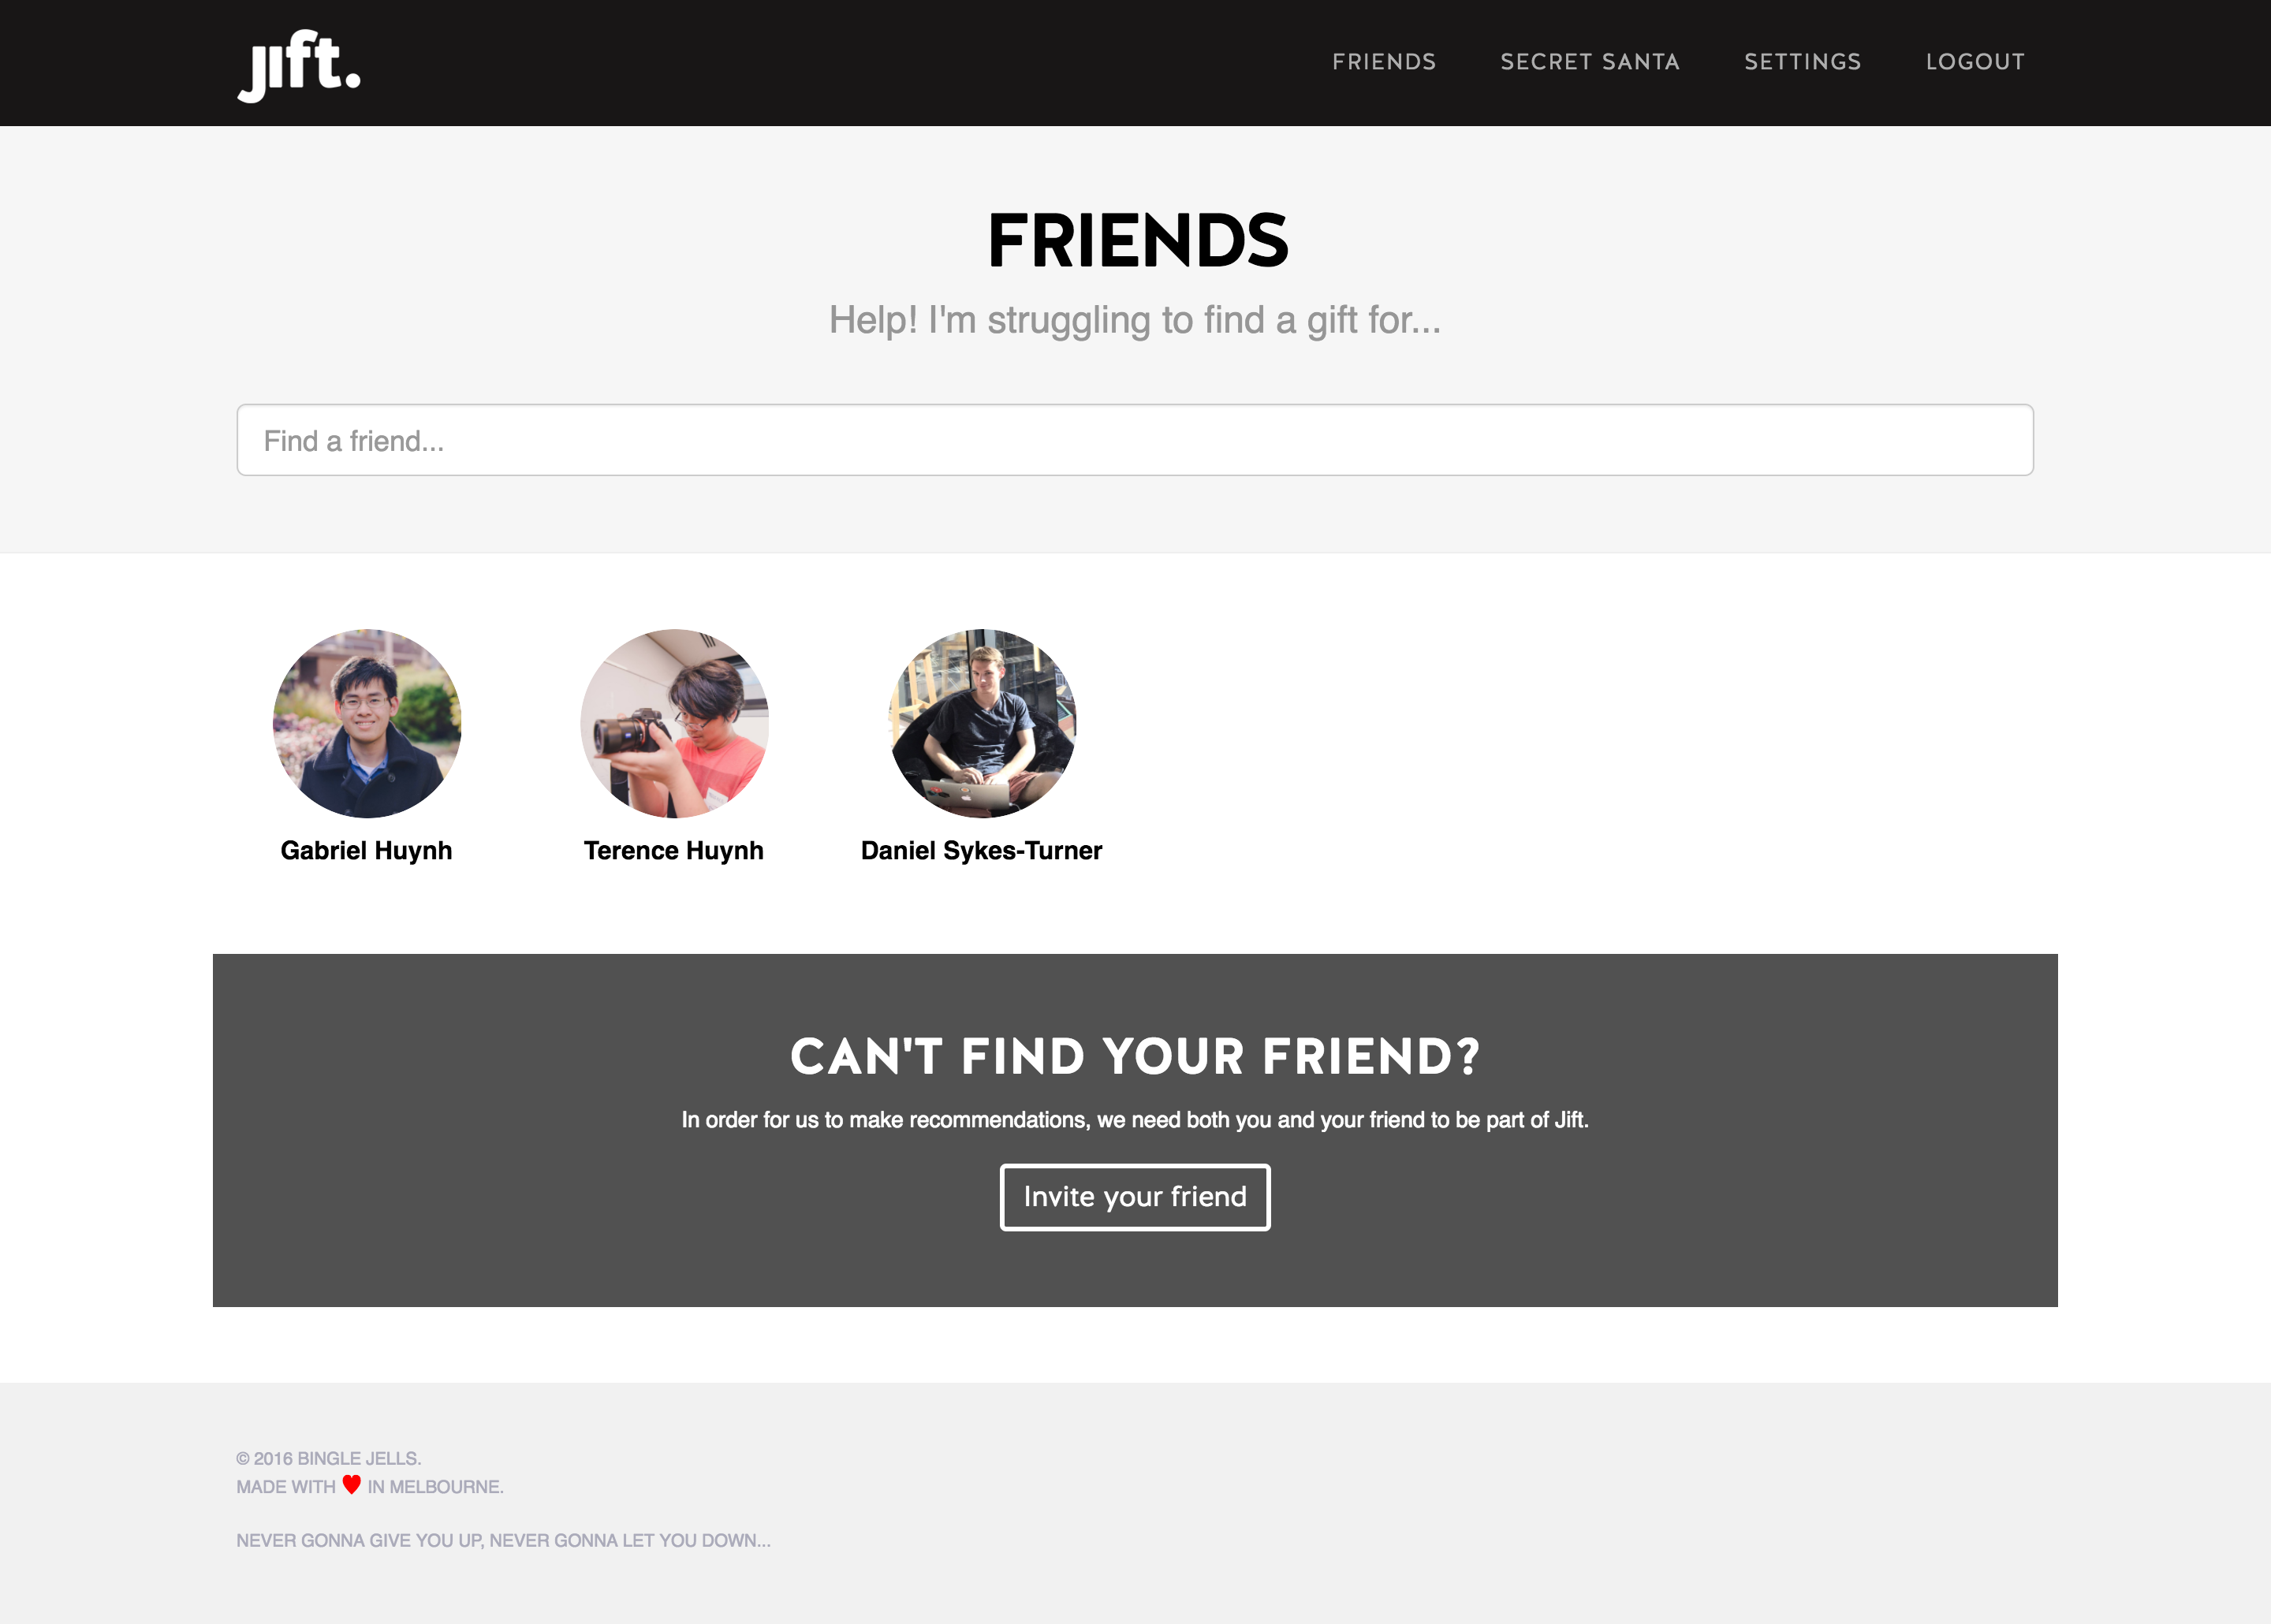 jift.
FRIENDS
SECRET SANTA
SETTINGS
LOGOUT
FRIENDS
Help! I'm struggling to find a gift for...
Find a friend...
Gabriel Huynh
Terence Huynh
Daniel Sykes-Turner
CAN'T FIND YOUR FRIEND?
In order for us to make recommendations, we need both you and your friend to be part of Jift.
Invite your friend
© 2016 BINGLE JELLS.
MADE WITH ♥ IN MELBOURNE.
NEVER GONNA GIVE YOU UP, NEVER GONNA LET YOU DOWN...